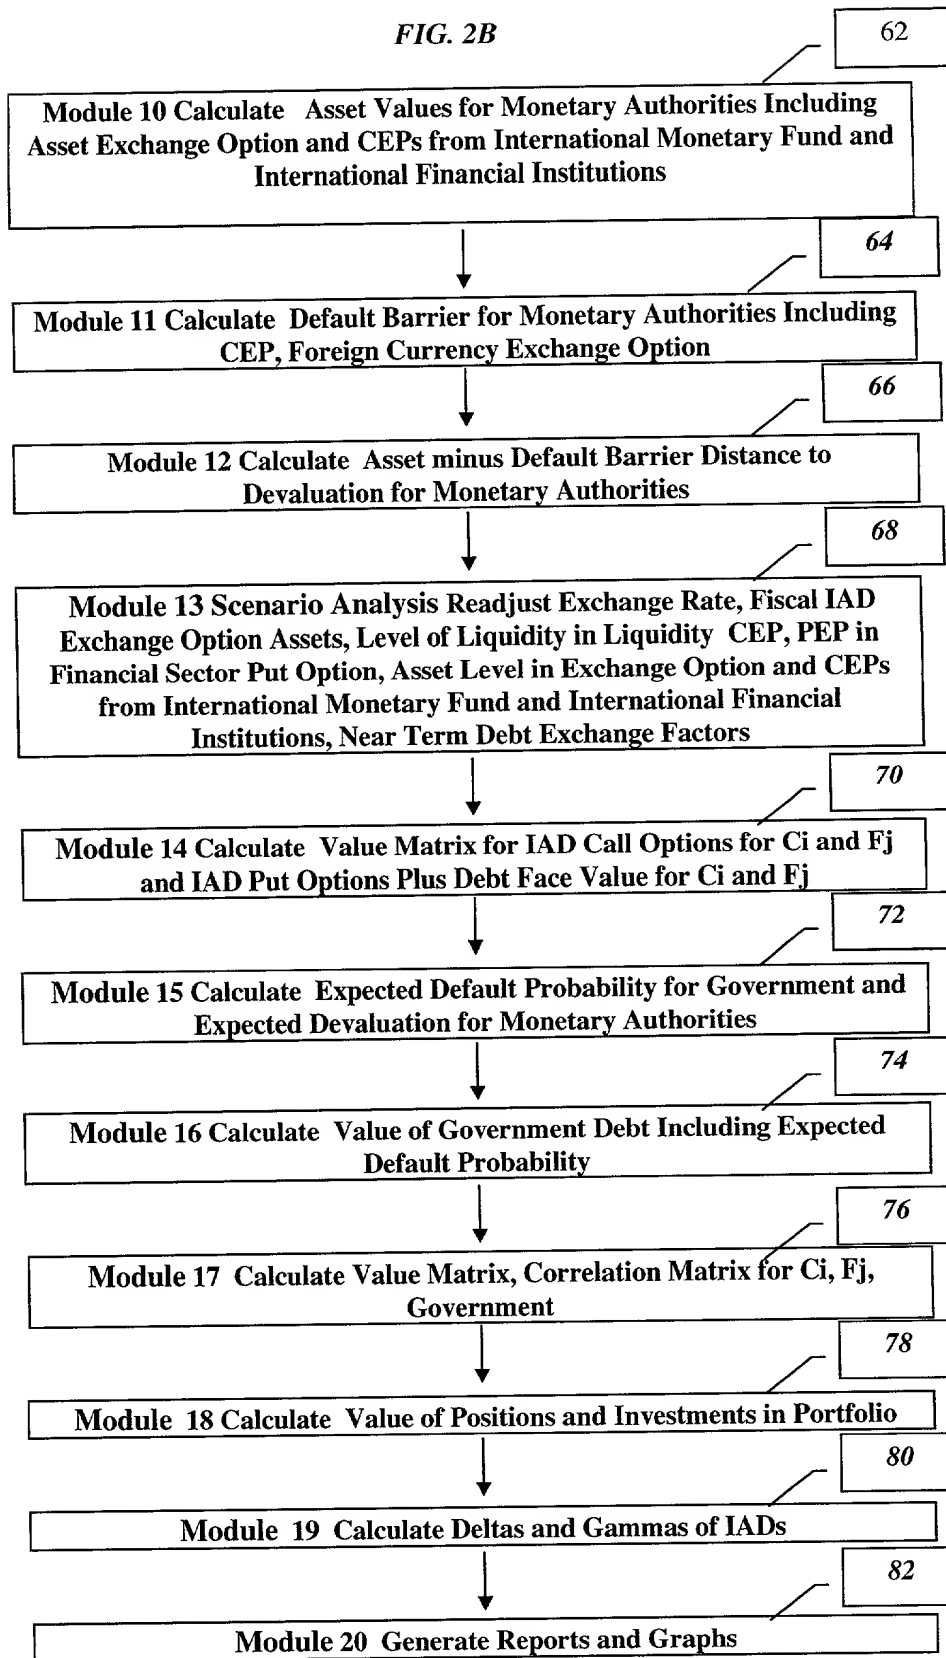 FIG. 2B
62
Module 10 Calculate Asset Values for Monetary Authorities Including
Asset Exchange Option and CEPs from International Monetary Fund and
International Financial Institutions
64
Module 11 Calculate Default Barrier for Monetary Authorities Including
CEP, Foreign Currency Exchange Option
66
Module 12 Calculate Asset minus Default Barrier Distance to
Devaluation for Monetary Authorities
68
Module 13 Scenario Analysis Readjust Exchange Rate, Fiscal IAD
Exchange Option Assets, Level of Liquidity in Liquidity CEP, PEP in
Financial Sector Put Option, Asset Level in Exchange Option and CEPs
from International Monetary Fund and International Financial
Institutions, Near Term Debt Exchange Factors
70
Module 14 Calculate Value Matrix for IAD Call Options for Ci and Fj
and IAD Put Options Plus Debt Face Value for Ci and Fj
72
Module 15 Calculate Expected Default Probability for Government and
Expected Devaluation for Monetary Authorities
74
Module 16 Calculate Value of Government Debt Including Expected
Default Probability
76
Module 17 Calculate Value Matrix, Correlation Matrix for Ci, Fj,
Government
78
Module 18 Calculate Value of Positions and Investments in Portfolio
80
Module 19 Calculate Deltas and Gammas of IADs
82
Module 20 Generate Reports and Graphs